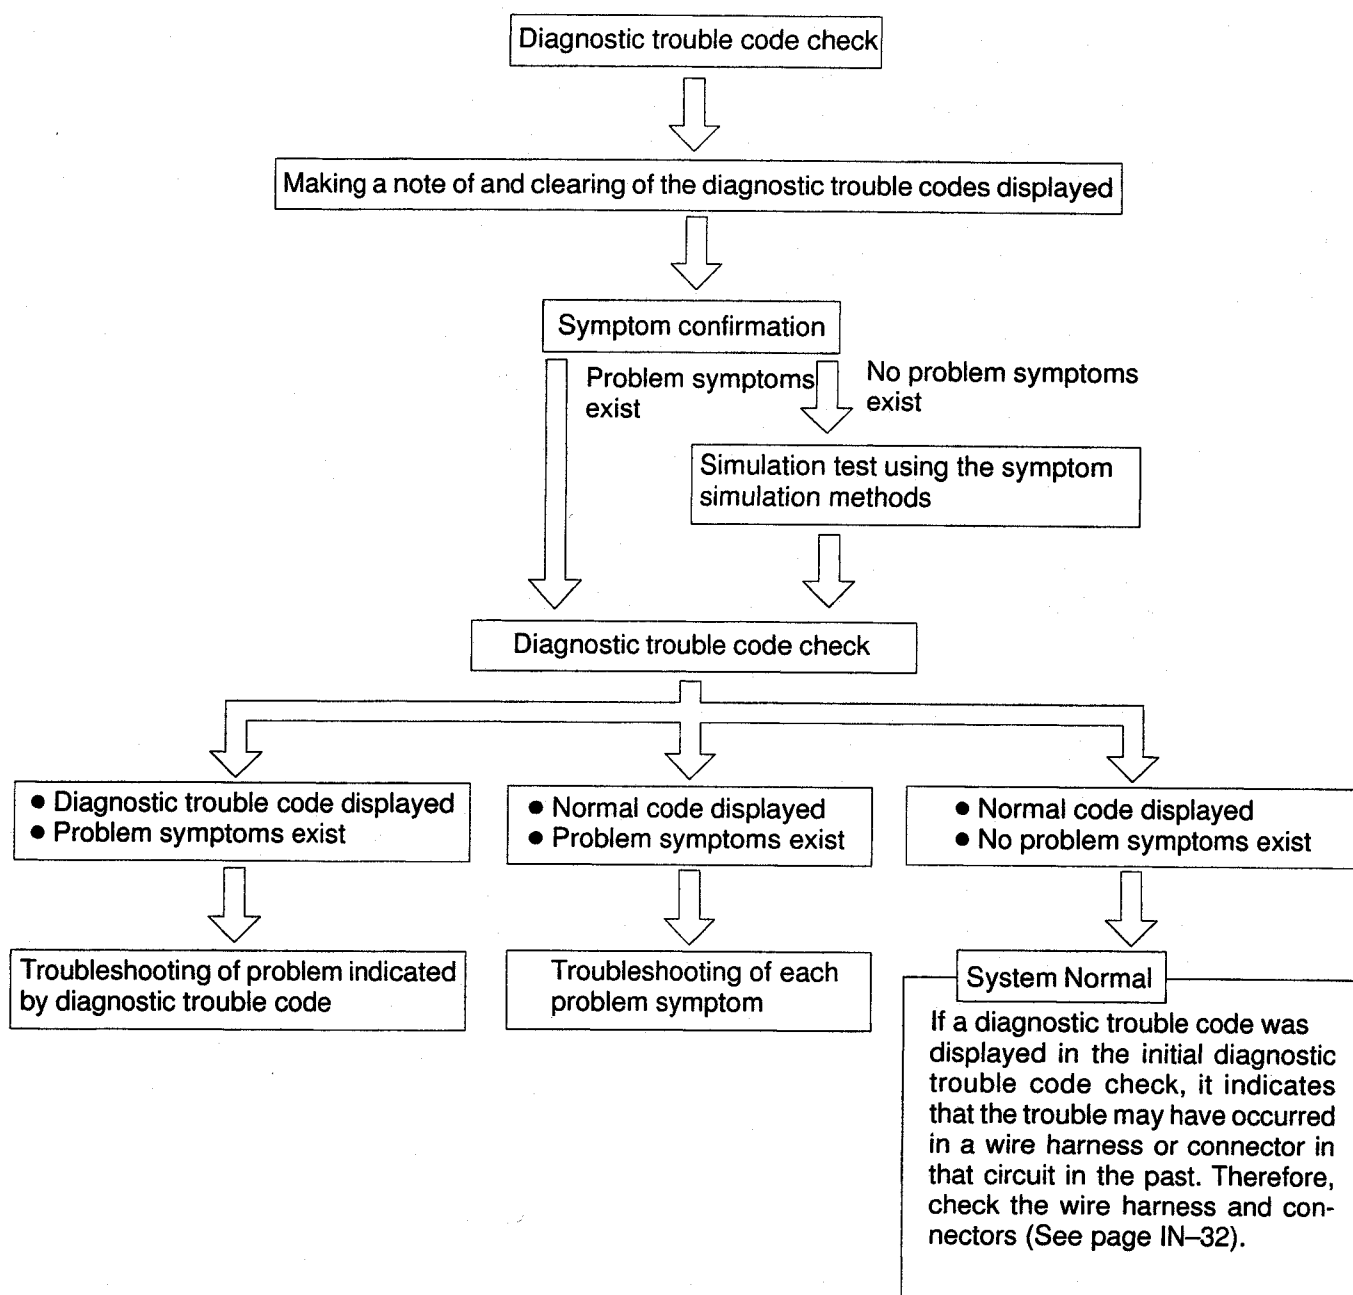 Diagnostic trouble code check
Making a note of and clearing of the diagnostic trouble codes displayed
Symptom confirmation
Problem symptoms
exist
No problem symptoms
exist
Simulation test using the symptom
simulation methods
Diagnostic trouble code check
● Diagnostic trouble code displayed
● Problem symptoms exist
● Normal code displayed
● Problem symptoms exist
● Normal code displayed
● No problem symptoms exist
Troubleshooting of problem indicated
by diagnostic trouble code
Troubleshooting of each
problem symptom
System Normal
If a diagnostic trouble code was
displayed in the initial diagnostic
trouble code check, it indicates
that the trouble may have occurred
in a wire harness or connector in
that circuit in the past. Therefore,
check the wire harness and con-
nectors (See page IN–32).